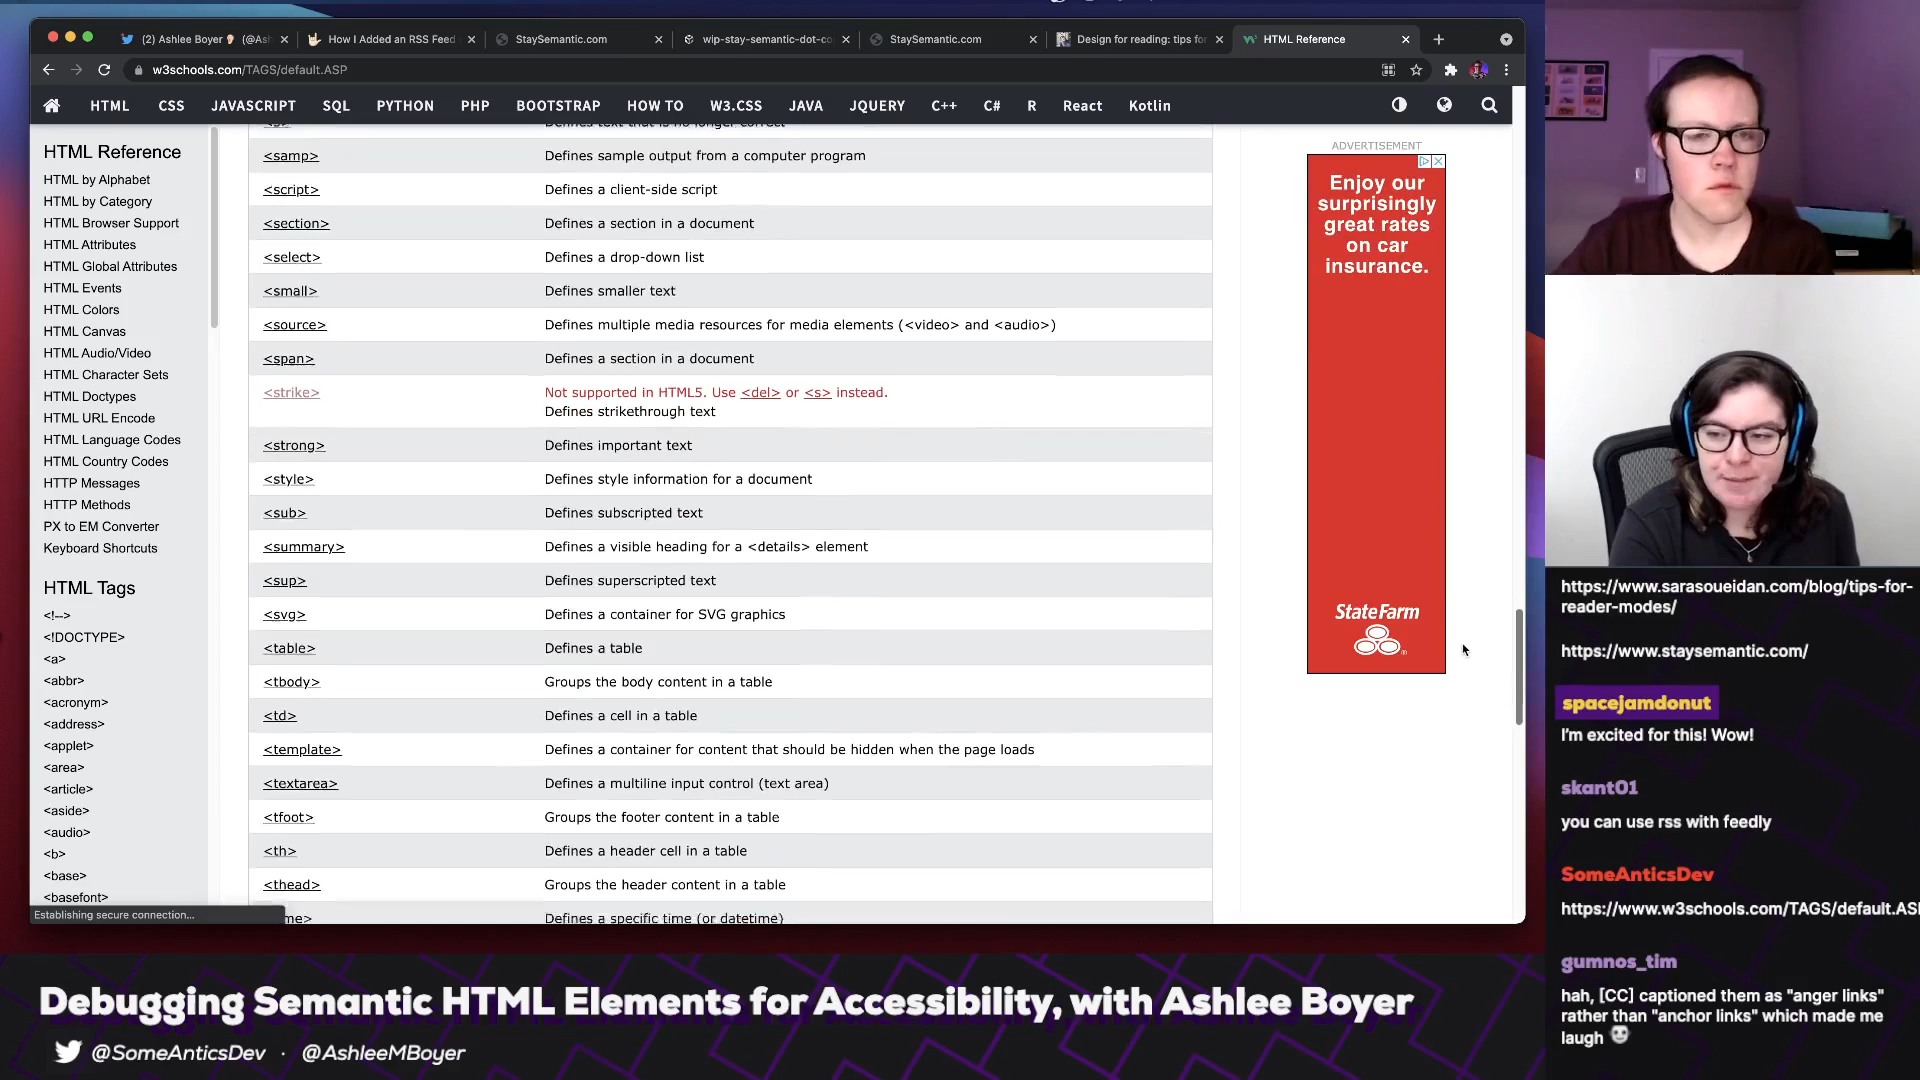 (2) Ashlee Boyer 👂 (@Ash
How I Added an RSS Feed
StaySemantic.com
wip-stay-semantic-dot-co
StaySemantic.com
Design for reading: tips for
HTML Reference
w3schools.com/TAGS/default.ASP
HTML CSS JAVASCRIPT SQL PYTHON PHP BOOTSTRAP HOW TO W3.CSS JAVA JQUERY C++ C# R React Kotlin
HTML Reference
HTML by Alphabet
HTML by Category
HTML Browser Support
HTML Attributes
HTML Global Attributes
HTML Events
HTML Colors
HTML Canvas
HTML Audio/Video
HTML Character Sets
HTML Doctypes
HTML URL Encode
HTML Language Codes
HTML Country Codes
HTTP Messages
HTTP Methods
PX to EM Converter
Keyboard Shortcuts
HTML Tags
<!-->
<!DOCTYPE>
<a>
<abbr>
<acronym>
<address>
<applet>
<area>
<article>
<aside>
<audio>
<b>
<base>
<basefont>
Establishing secure connection...
<s> Defines text that is no longer correct
<samp> Defines sample output from a computer program
<script> Defines a client-side script
<section> Defines a section in a document
<select> Defines a drop-down list
<small> Defines smaller text
<source> Defines multiple media resources for media elements (<video> and <audio>)
<span> Defines a section in a document
<strike> Not supported in HTML5. Use <del> or <s> instead.
Defines strikethrough text
<strong> Defines important text
<style> Defines style information for a document
<sub> Defines subscripted text
<summary> Defines a visible heading for a <details> element
<sup> Defines superscripted text
<svg> Defines a container for SVG graphics
<table> Defines a table
<tbody> Groups the body content in a table
<td> Defines a cell in a table
<template> Defines a container for content that should be hidden when the page loads
<textarea> Defines a multiline input control (text area)
<tfoot> Groups the footer content in a table
<th> Defines a header cell in a table
<thead> Groups the header content in a table
me> Defines a specific time (or datetime)
ADVERTISEMENT
Enjoy our
surprisingly
great rates
on car
insurance.
StateFarm
https://www.sarasoueidan.com/blog/tips-for-
reader-modes/
https://www.staysemantic.com/
spacejamdonut
I'm excited for this! Wow!
skant01
you can use rss with feedly
SomeAnticsDev
https://www.w3schools.com/TAGS/default.ASP
gumnos_tim
hah, [CC] captioned them as "anger links"
rather than "anchor links" which made me
laugh
Debugging Semantic HTML Elements for Accessibility, with Ashlee Boyer
@SomeAnticsDev · @AshleeMBoyer